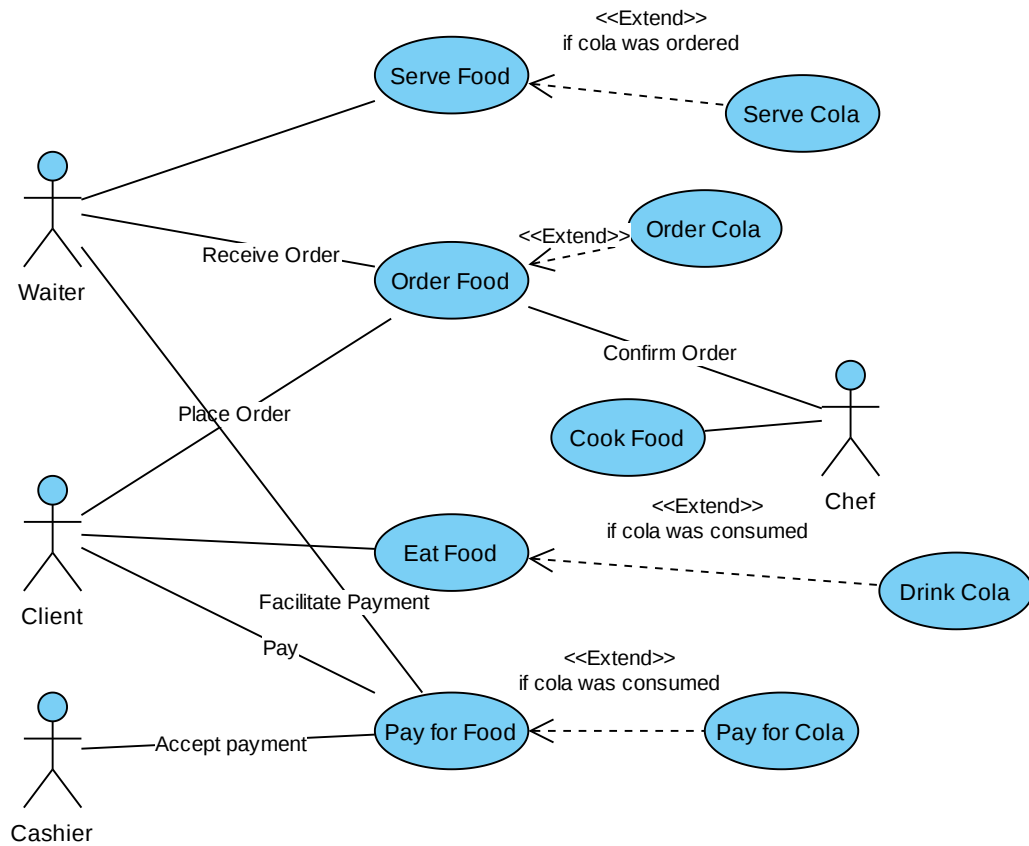 <<Extend>>
if cola was ordered
Serve Food
Serve Cola
Order Cola
<<Extend>>
Receive Order
Order Food
Waiter
Confirm Order
Place Order
Cook Food
Chef
<<Extend>>
if cola was consumed
Eat Food
Drink Cola
Facilitate Payment
Client
Pay
<<Extend>>
if cola was consumed
Pay for Food
Pay for Cola
Accept payment
Cashier